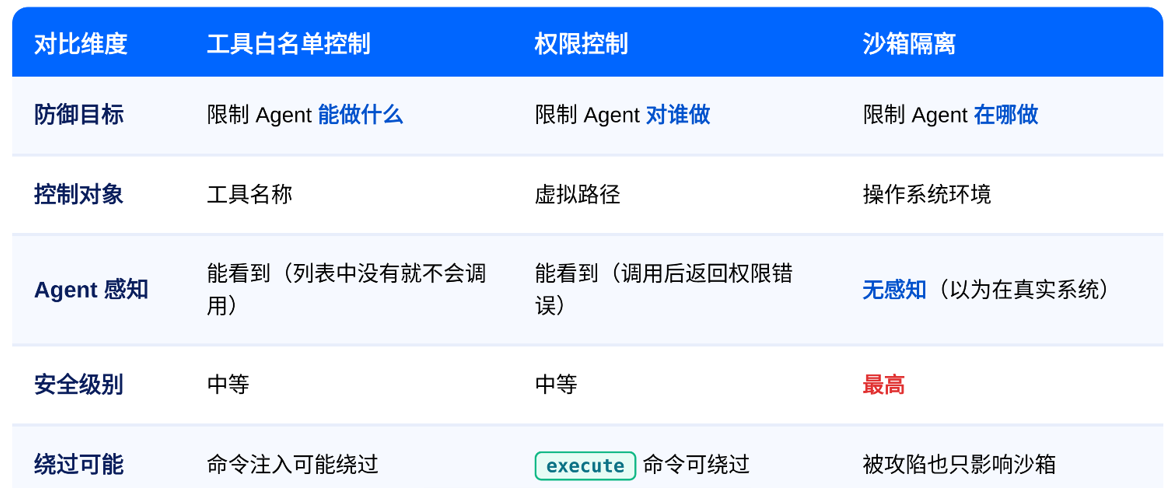 对比维度 工具白名单控制 权限控制 沙箱隔离
防御目标 限制 Agent 能做什么 限制 Agent 对谁做 限制 Agent 在哪做
控制对象 工具名称 虚拟路径 操作系统环境
Agent 感知 能看到（列表中没有就不会调用） 能看到（调用后返回权限错误） 无感知（以为在真实系统）
安全级别 中等 中等 最高
绕过可能 命令注入可能绕过 execute 命令可绕过 被攻陷也只影响沙箱